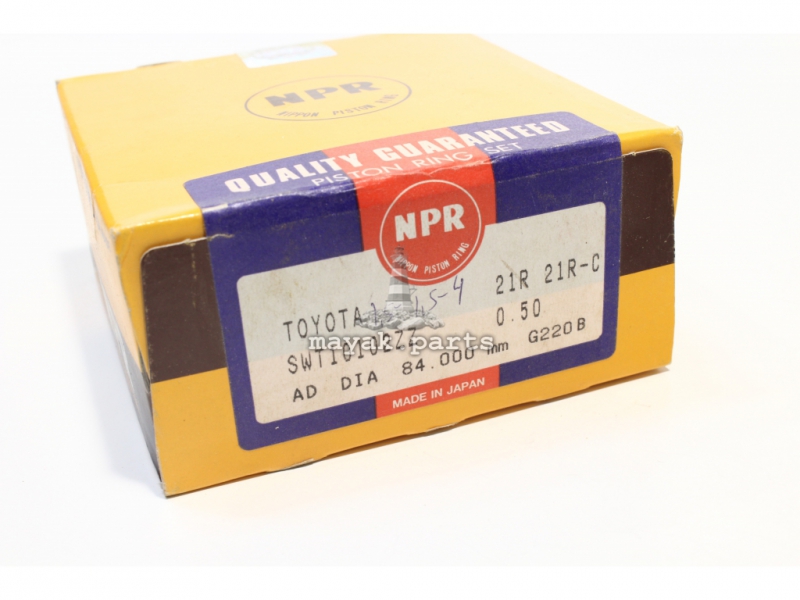 NPR
NIPPON PISTON RING
QUALITY GUARANTEED
PISTON RING SET
NPR
NIPPON PISTON RING
TOYOTA 21R 21R-C
0.50
AD DIA 84.000 mm G220B
MADE IN JAPAN
mayak.parts